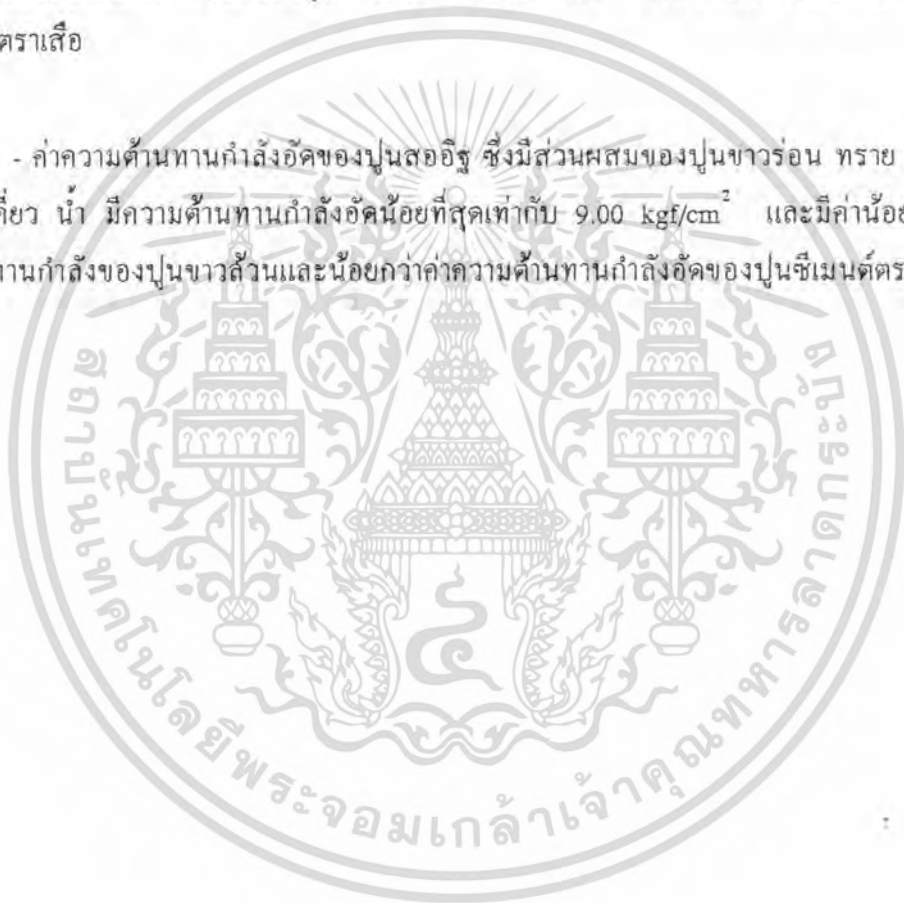 ตราเสือ
- ค่าความต้านทานกำลังอัดของปูนสออิฐ ซึ่งมีส่วนผสมของปูนขาวร่อน ทราย
คี่ยว น้ำ มีความต้านทานกำลังอัดน้อยที่สุดเท่ากับ 9.00 kgf/cm² และมีค่าน้อย
านกำลังของปูนขาวล้วนและน้อยกว่าค่าความต้านทานกำลังอัดของปูนซีเมนต์ตร
สถาบันเทคโนโลยีพระจอมเกล้าเจ้าคุณทหารลาดกระบัง